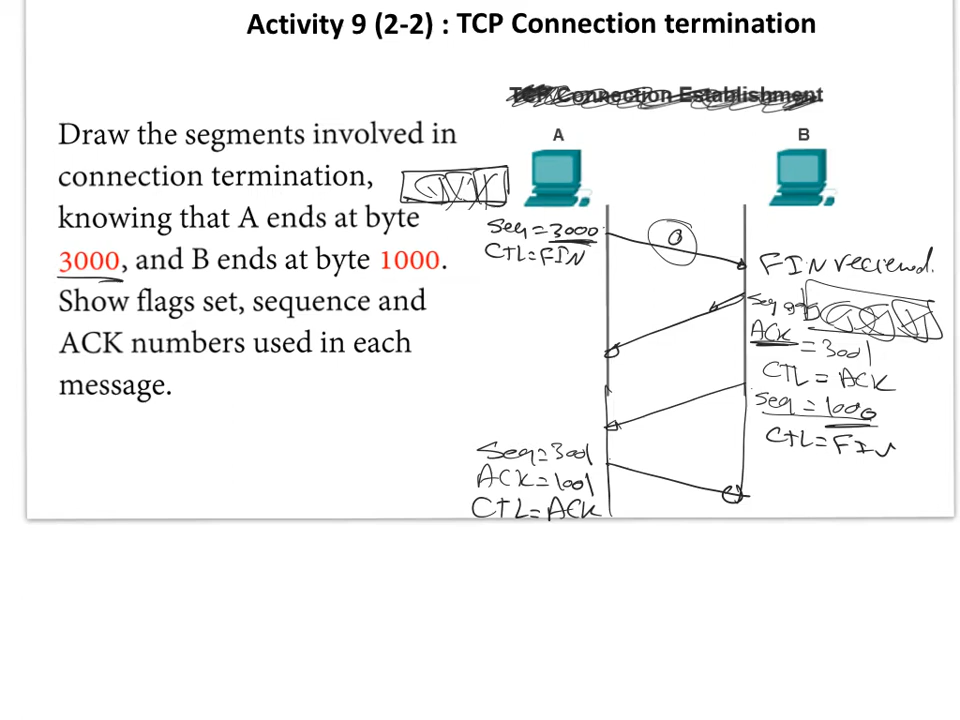 Activity 9 (2-2) : TCP Connection termination
TCP Connection Establishment
Draw the segments involved in
connection termination,
knowing that A ends at byte
3000, and B ends at byte 1000.
Show flags set, sequence and
ACK numbers used in each
message.
A
B
Seq=3000
CTL=FIN
FIN recieved.
Seq
ACK
=3001
CTL=ACK
Seq=1000
CTL=FIN
Seq=3001
ACK=1001
CTL=ACK